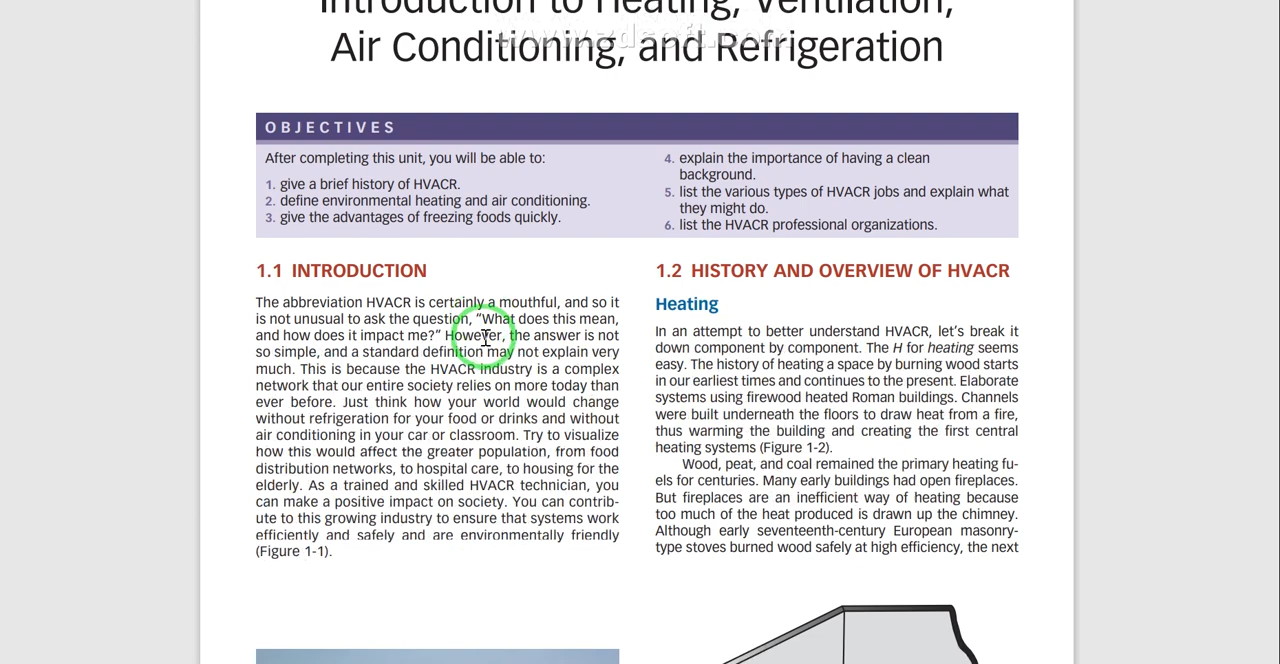 Introduction to Heating, Ventilation,
Air Conditioning, and Refrigeration
www.zdsoft.com
OBJECTIVES
After completing this unit, you will be able to:
1. give a brief history of HVACR.
2. define environmental heating and air conditioning.
3. give the advantages of freezing foods quickly.
4. explain the importance of having a clean
background.
5. list the various types of HVACR jobs and explain what
they might do.
6. list the HVACR professional organizations.
1.1 INTRODUCTION
The abbreviation HVACR is certainly a mouthful, and so it
is not unusual to ask the question, “What does this mean,
and how does it impact me?” However, the answer is not
so simple, and a standard definition may not explain very
much. This is because the HVACR industry is a complex
network that our entire society relies on more today than
ever before. Just think how your world would change
without refrigeration for your food or drinks and without
air conditioning in your car or classroom. Try to visualize
how this would affect the greater population, from food
distribution networks, to hospital care, to housing for the
elderly. As a trained and skilled HVACR technician, you
can make a positive impact on society. You can contrib-
ute to this growing industry to ensure that systems work
efficiently and safely and are environmentally friendly
(Figure 1-1).
1.2 HISTORY AND OVERVIEW OF HVACR
Heating
In an attempt to better understand HVACR, let’s break it
down component by component. The H for heating seems
easy. The history of heating a space by burning wood starts
in our earliest times and continues to the present. Elaborate
systems using firewood heated Roman buildings. Channels
were built underneath the floors to draw heat from a fire,
thus warming the building and creating the first central
heating systems (Figure 1-2).
Wood, peat, and coal remained the primary heating fu-
els for centuries. Many early buildings had open fireplaces.
But fireplaces are an inefficient way of heating because
too much of the heat produced is drawn up the chimney.
Although early seventeenth-century European masonry-
type stoves burned wood safely at high efficiency, the next